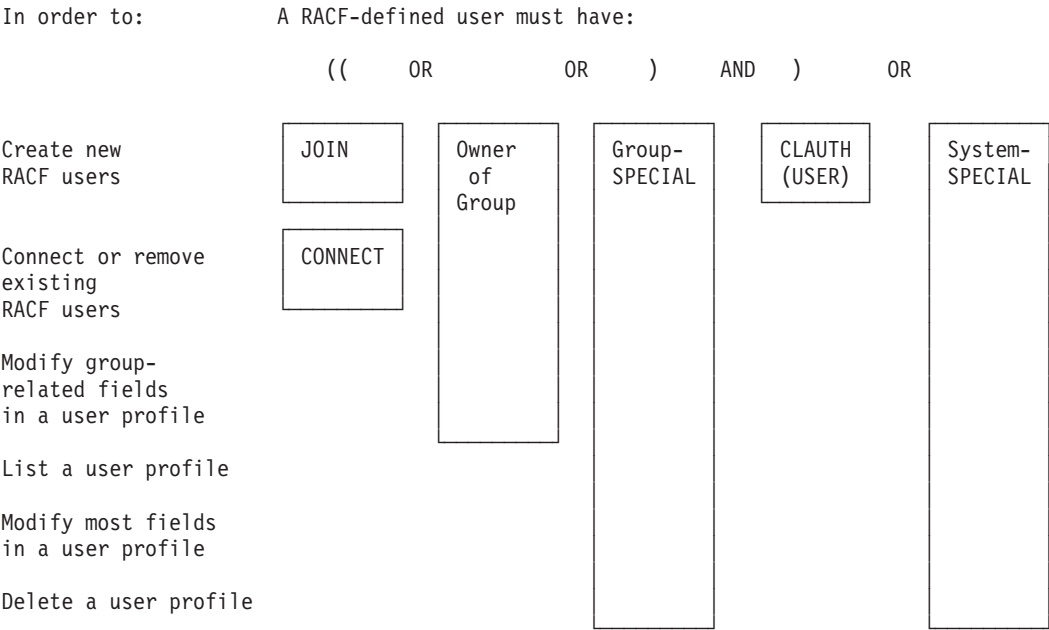 In order to: A RACF-defined user must have:
(( OR OR ) AND ) OR
Create new JOIN Owner Group- CLAUTH System-
RACF users of SPECIAL (USER) SPECIAL
Group
Connect or remove CONNECT
existing
RACF users
Modify group-
related fields
in a user profile
List a user profile
Modify most fields
in a user profile
Delete a user profile